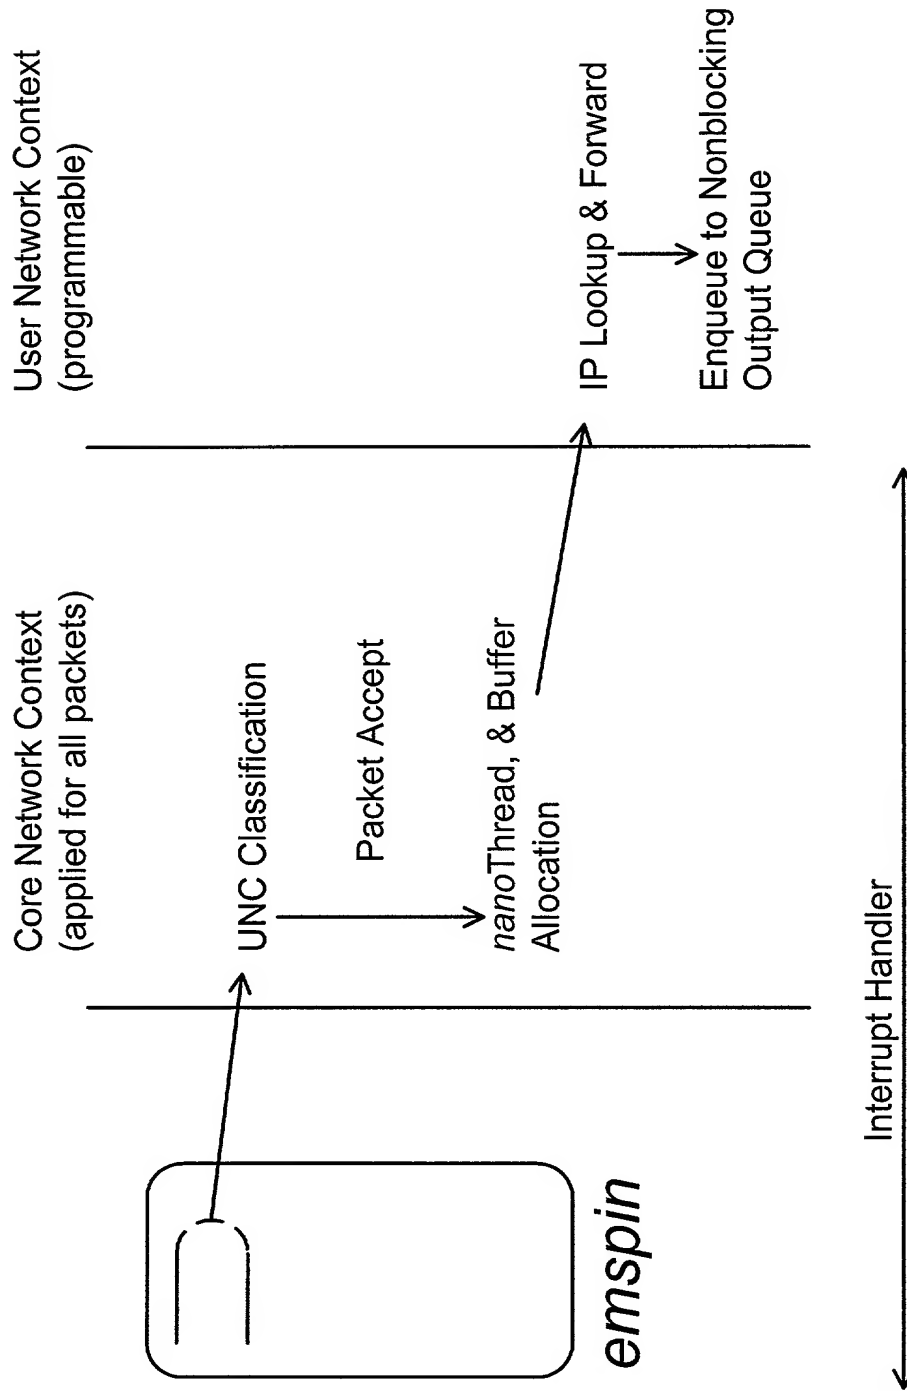 Core Network Context
(applied for all packets)
User Network Context
(programmable)
UNC Classification
Packet Accept
nanoThread, & Buffer
Allocation
IP Lookup & Forward
Enqueue to Nonblocking
Output Queue
emspin
Interrupt Handler